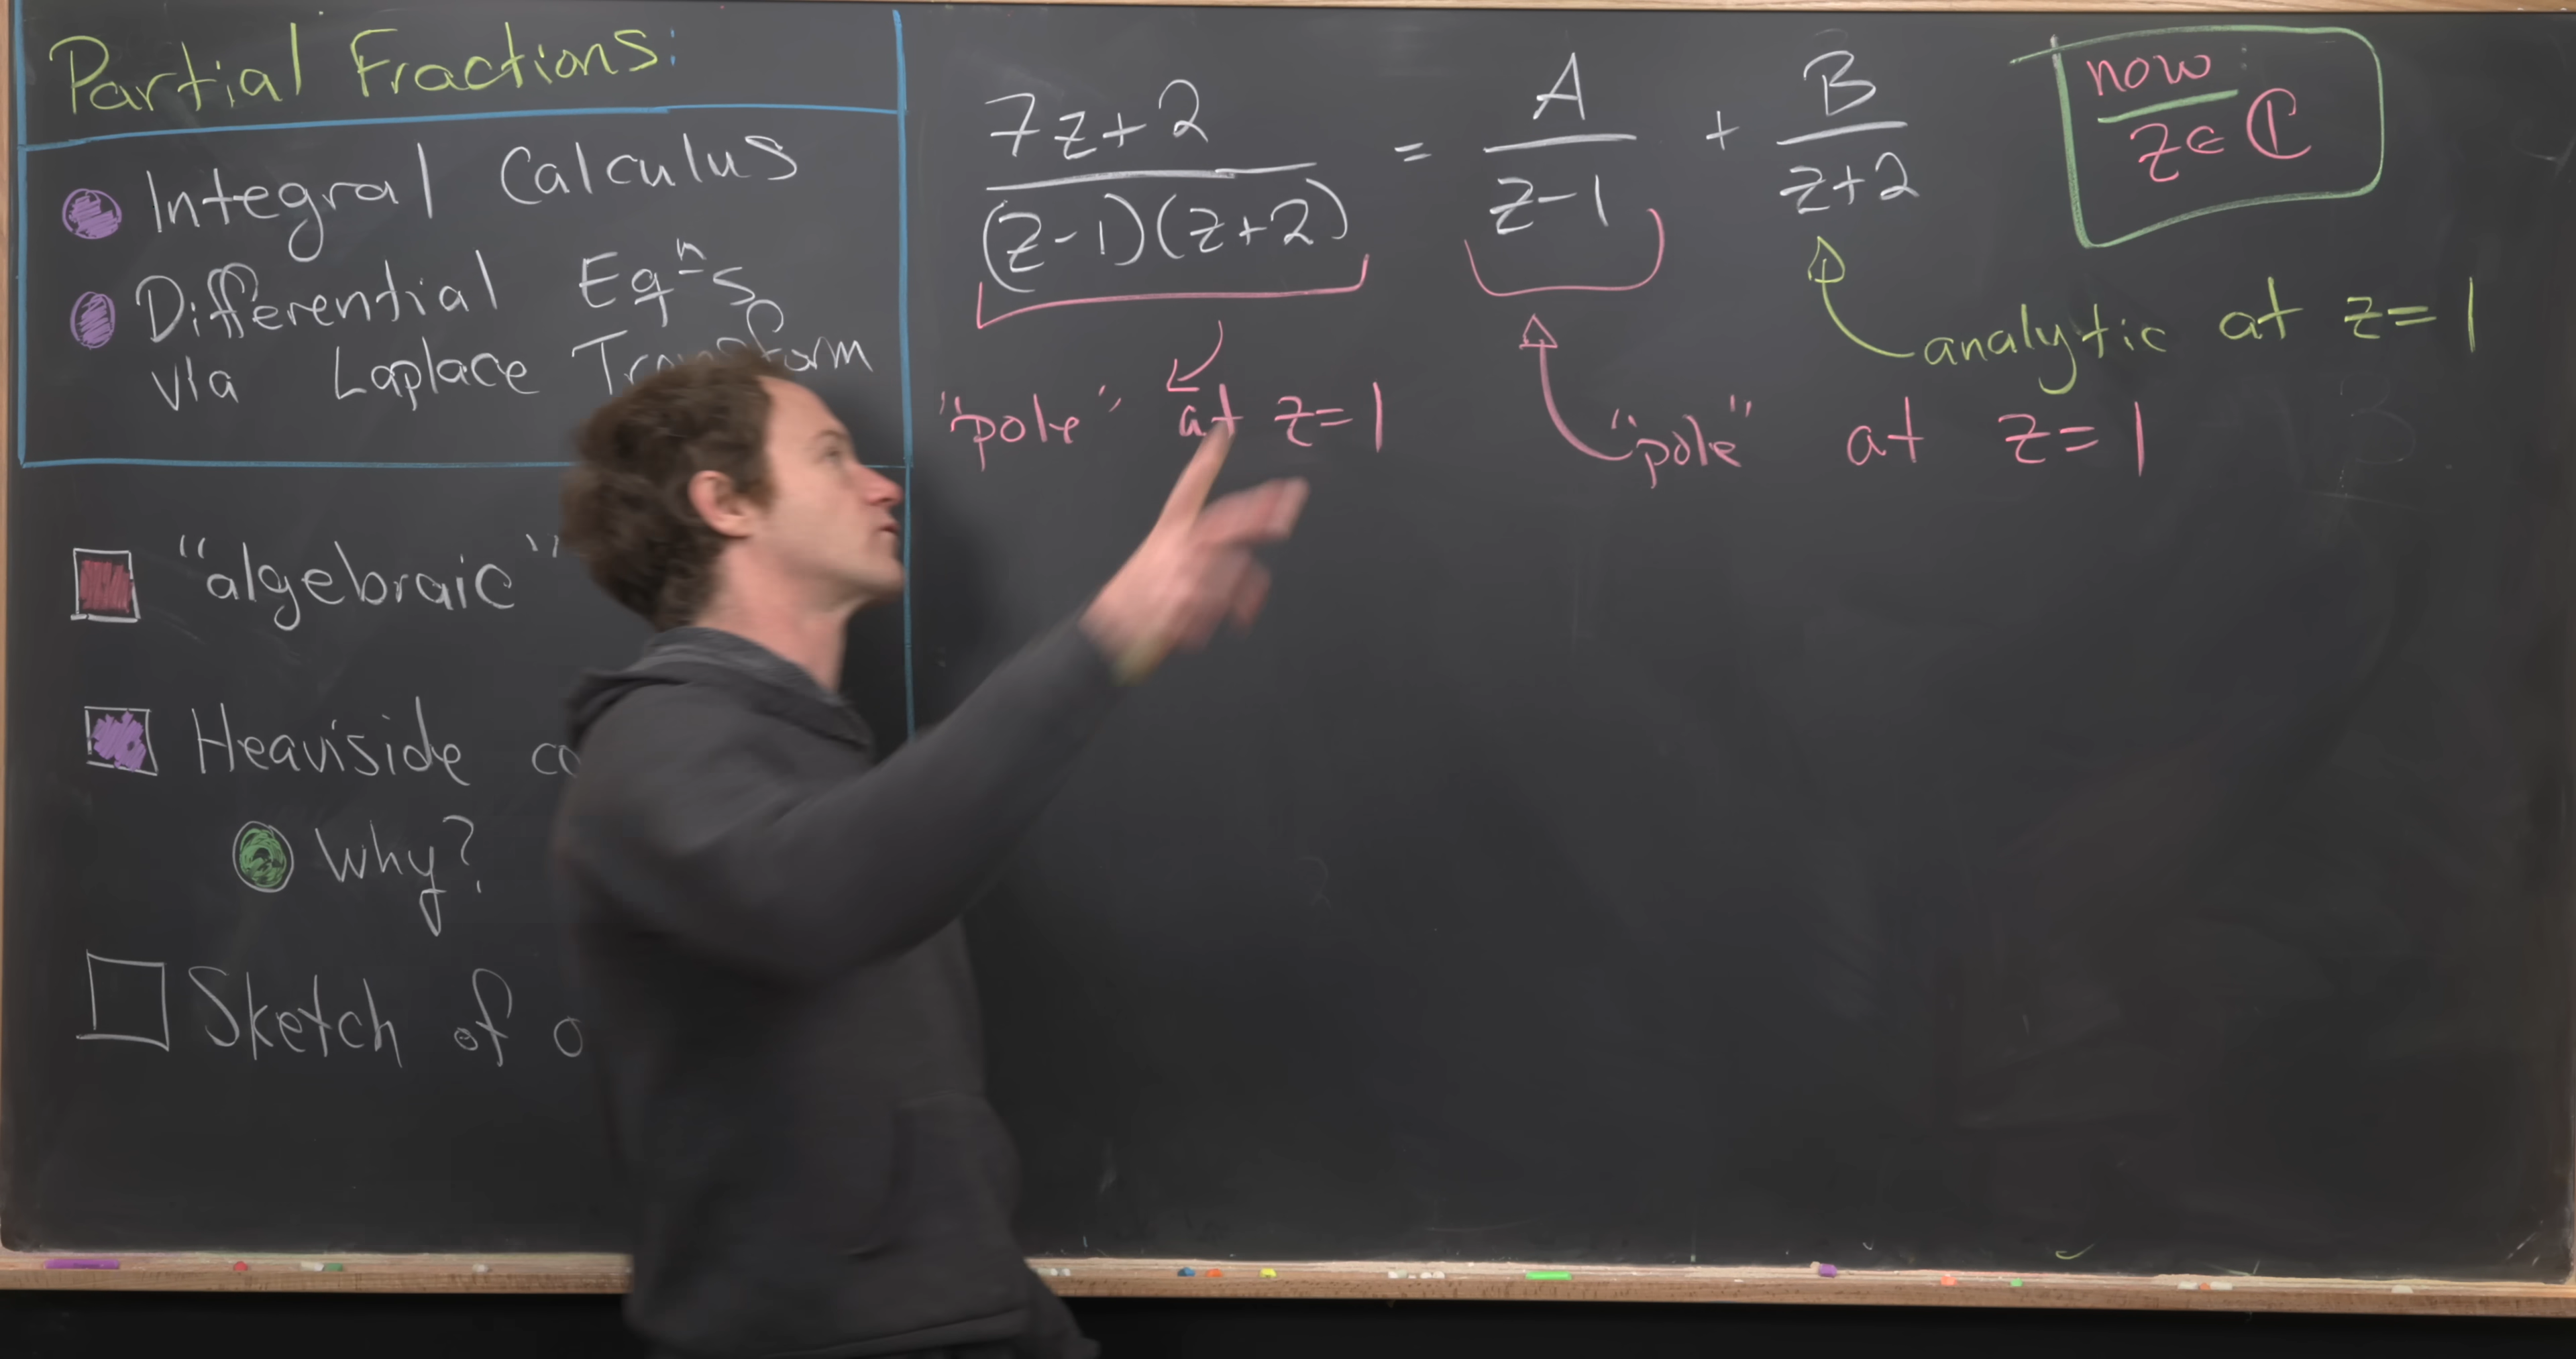 Partial Fractions:
Integral Calculus
Differential Eqⁿs
via Laplace Transform
"algebraic"
Heaviside
Why?
Sketch of
7z+2 / (z-1)(z+2) = A / z-1 + B / z+2
now:
z∈ℂ
"pole" at z=1
"pole" at z=1
analytic at z=1